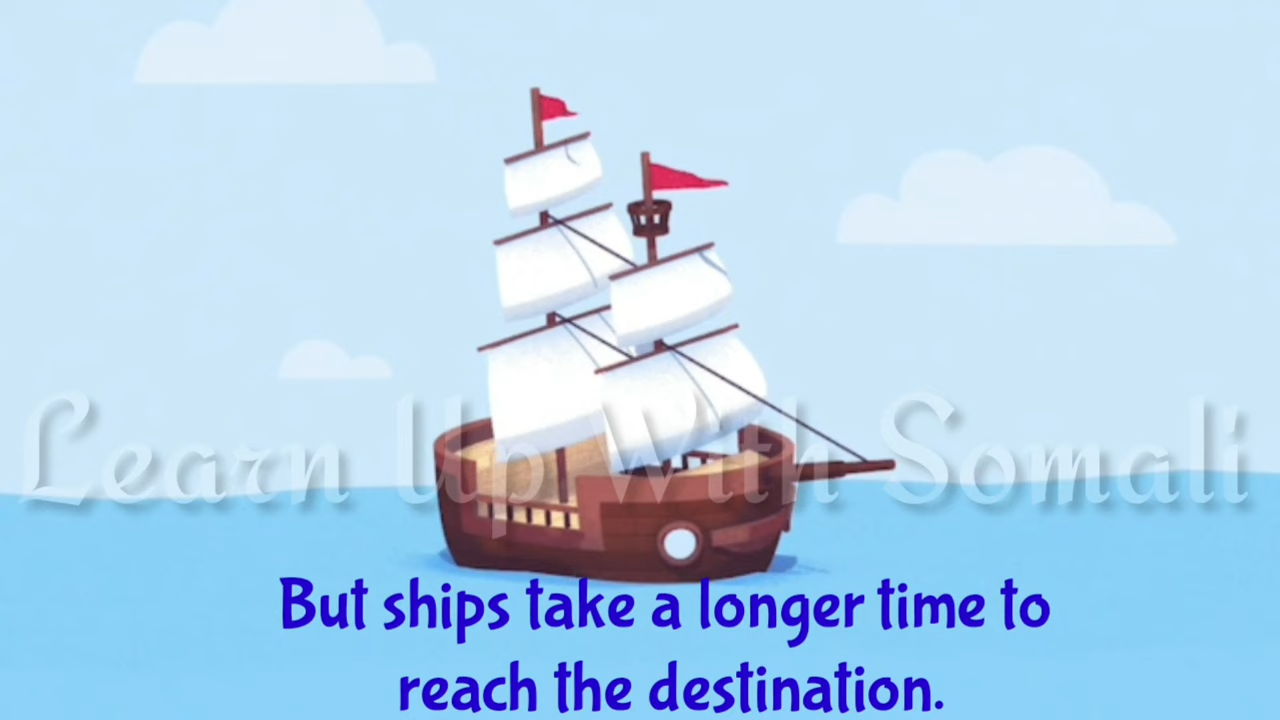 Learn Up With Somali
But ships take a longer time to
reach the destination.